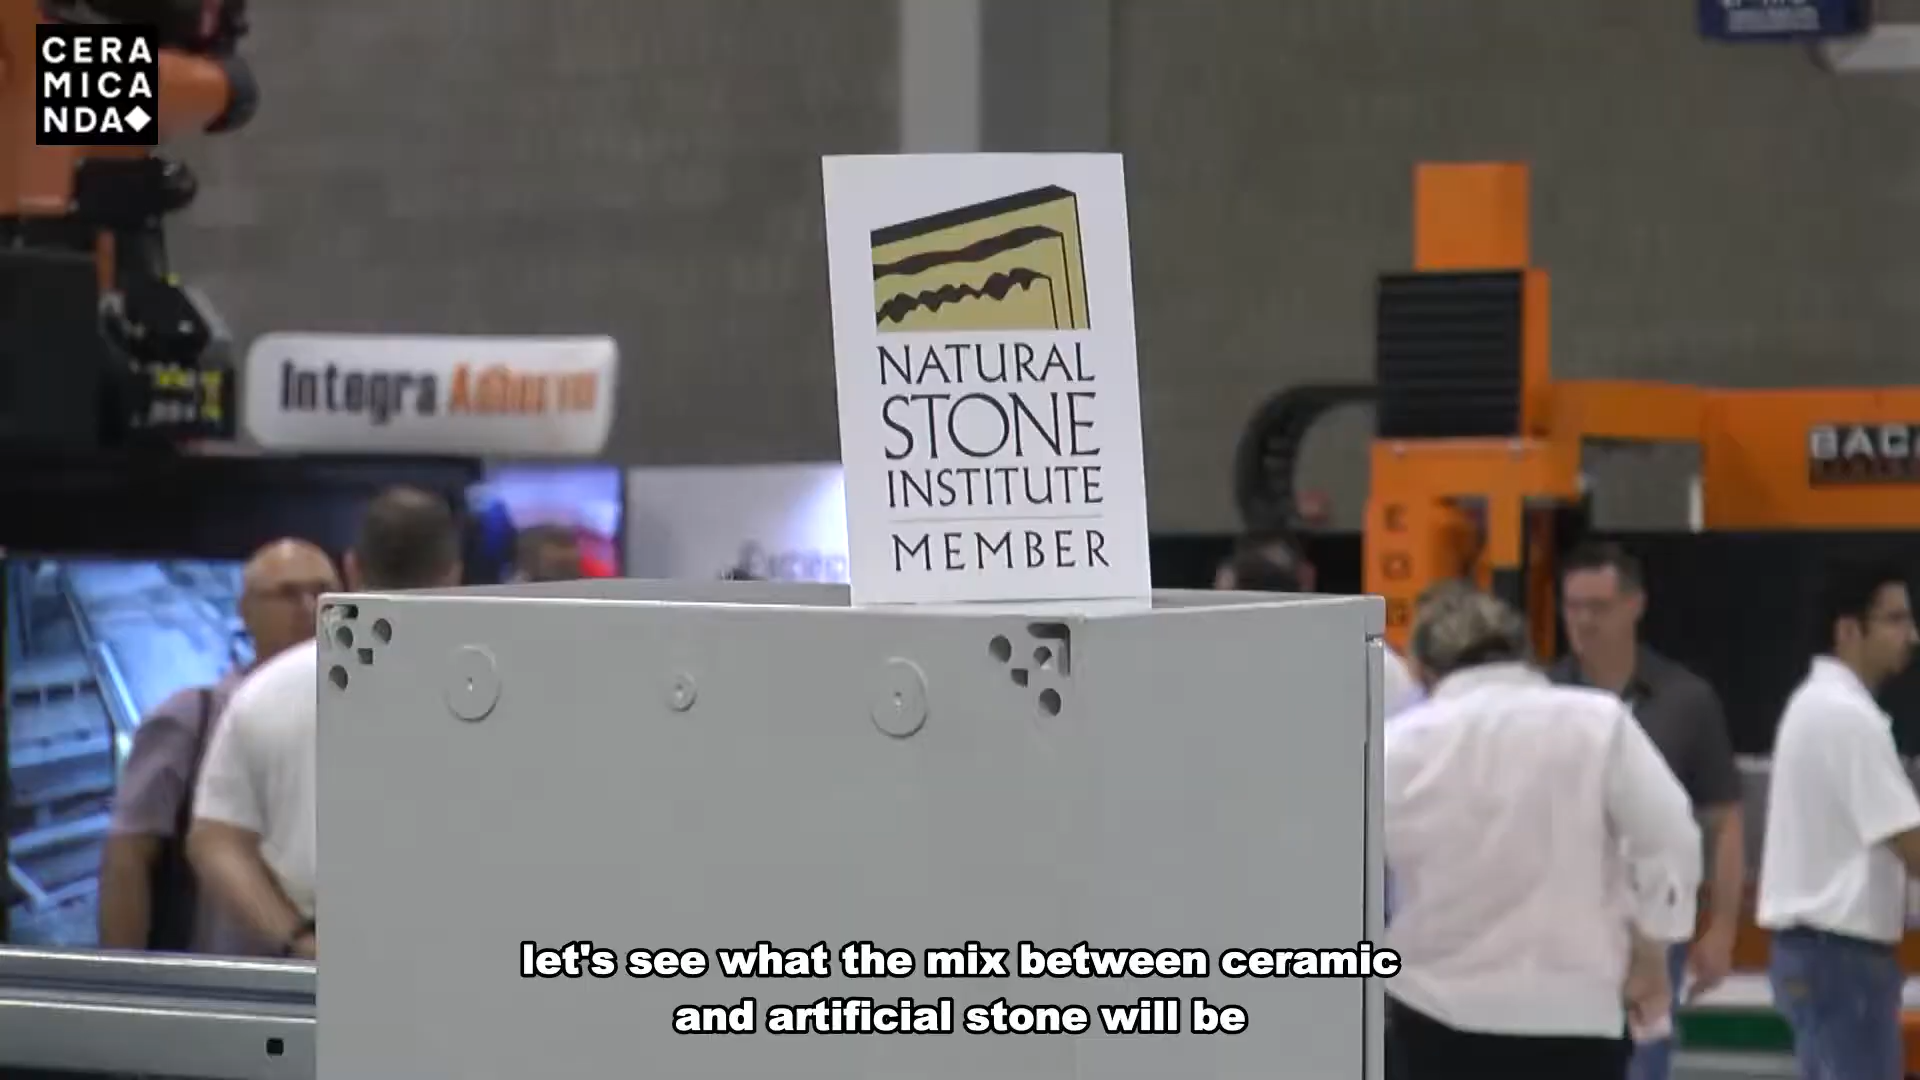 CERA
MICA
NDA
Integra
NATURAL
STONE
INSTITUTE
MEMBER
BACA
let's see what the mix between ceramic
and artificial stone will be